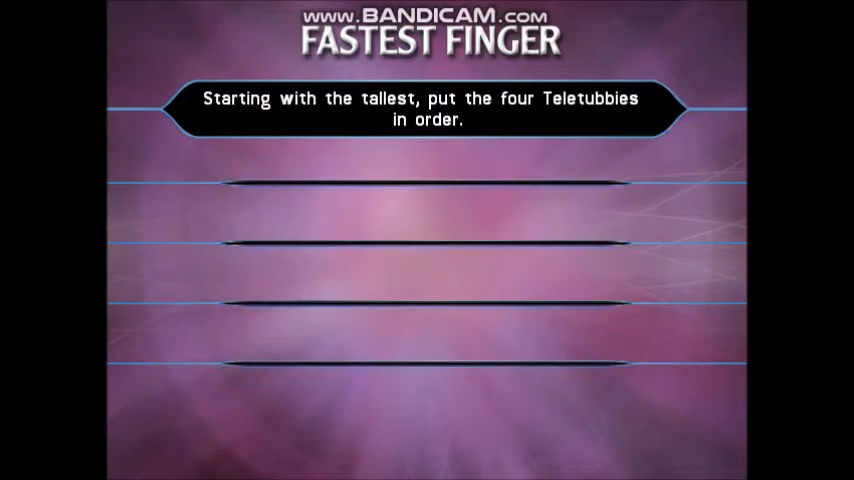 www.BANDICAM.com
FASTEST FINGER
Starting with the tallest, put the four Teletubbies
in order.